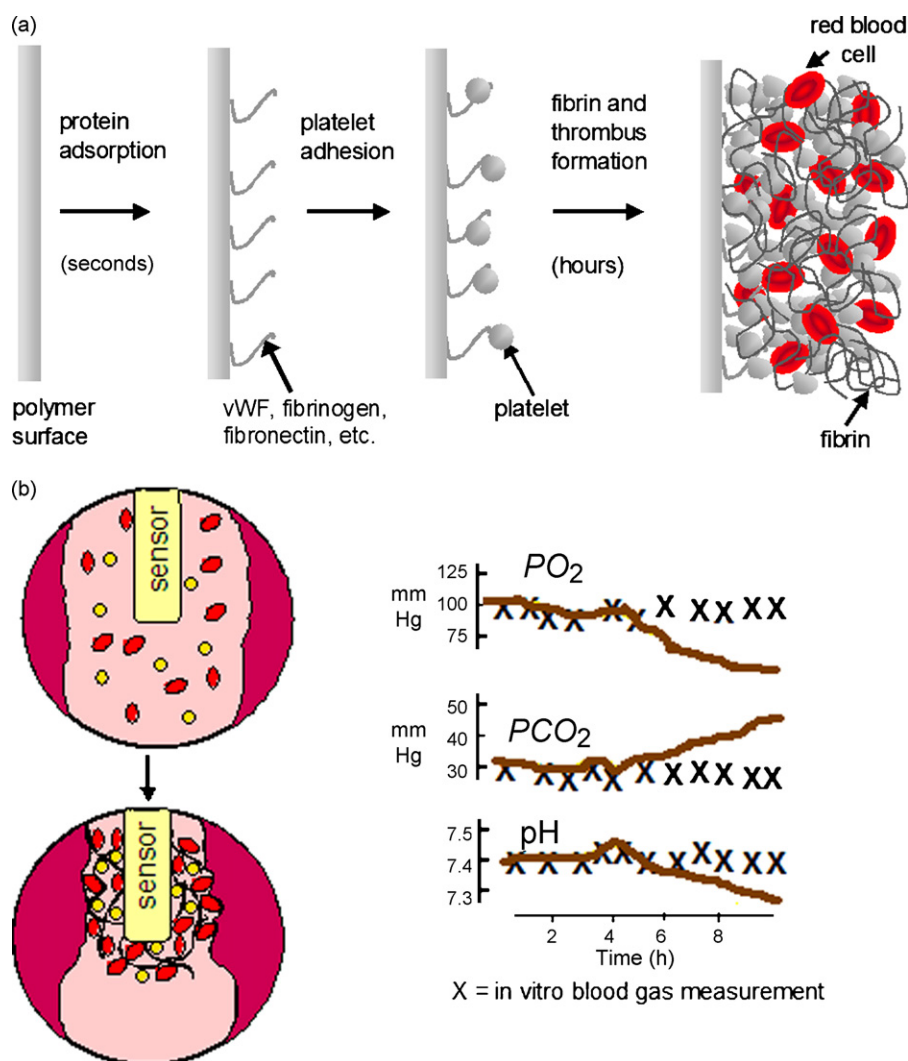 (a)
red blood
cell
protein
adsorption
(seconds)
platelet
adhesion
fibrin and
thrombus
formation
(hours)
polymer
surface
vWF, fibrinogen,
fibronectin, etc.
platelet
fibrin
(b)
sensor
sensor
PO2
mm
Hg
125
100
75
PCO2
mm
Hg
50
40
30
pH
7.5
7.4
7.3
2 4 6 8
Time (h)
X = in vitro blood gas measurement